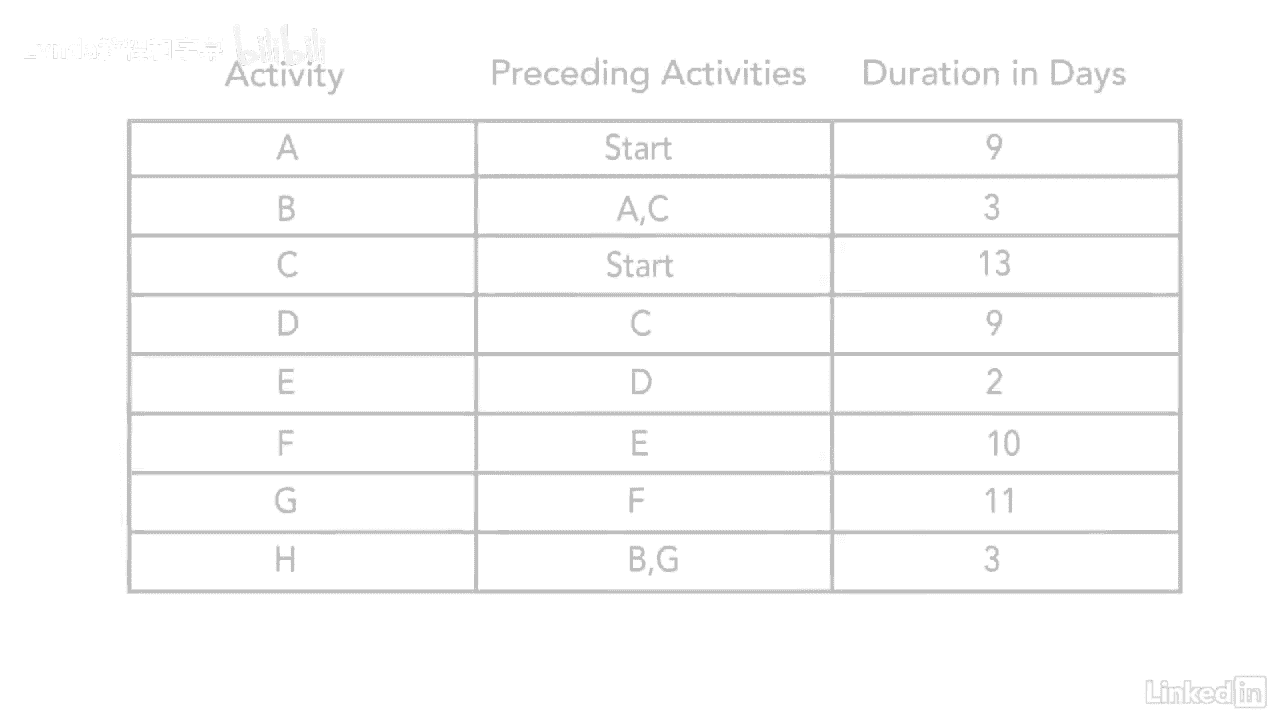 bilibili
Activity Preceding Activities Duration in Days
A Start 9
B A,C 3
C Start 13
D C 9
E D 2
F E 10
G F 11
H B,G 3
Linked in